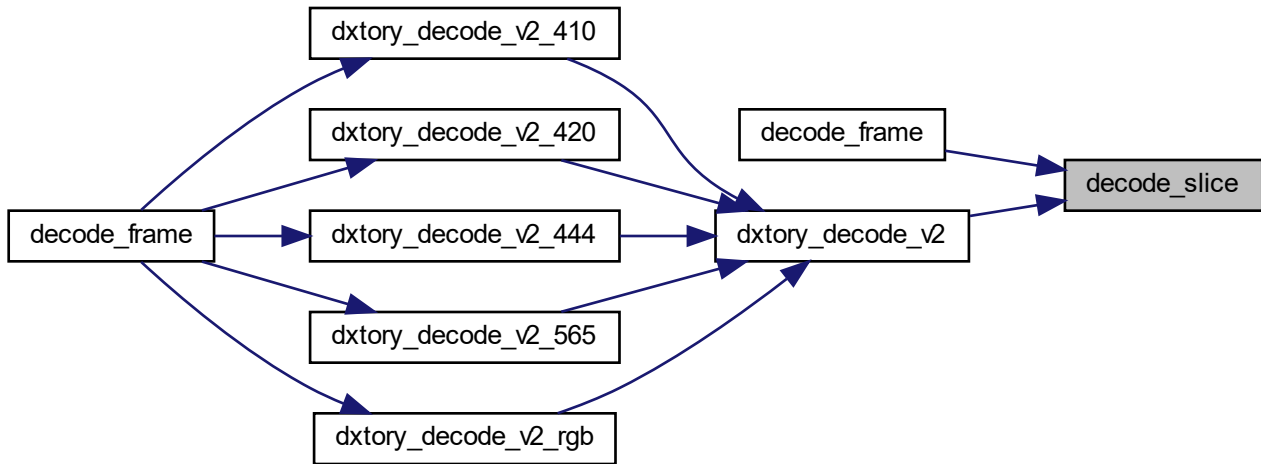 dxtory_decode_v2_410
dxtory_decode_v2_420
decode_frame
decode_slice
decode_frame
dxtory_decode_v2_444
dxtory_decode_v2
dxtory_decode_v2_565
dxtory_decode_v2_rgb